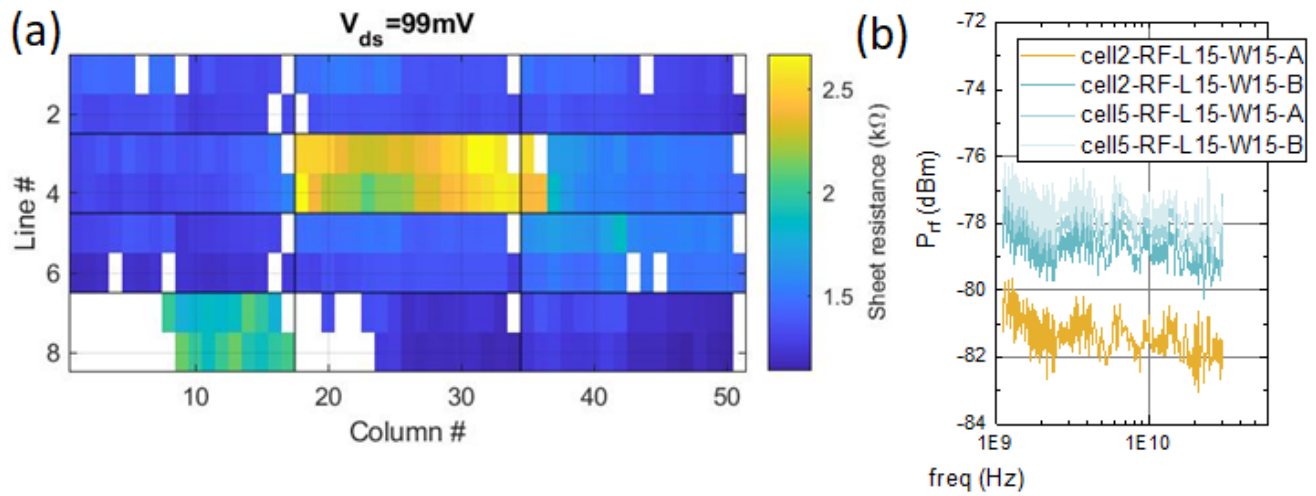 (a)
V_ds=99mV
Line #
2
4
6
8
10
20
30
40
50
Column #
2.5
2
1.5
Sheet resistance (kΩ)
(b)
-72
-74
-76
-78
-80
-82
-84
P_rf (dBm)
cell2-RF-L15-W15-A
cell2-RF-L15-W15-B
cell5-RF-L15-W15-A
cell5-RF-L15-W15-B
1E9
1E10
freq (Hz)